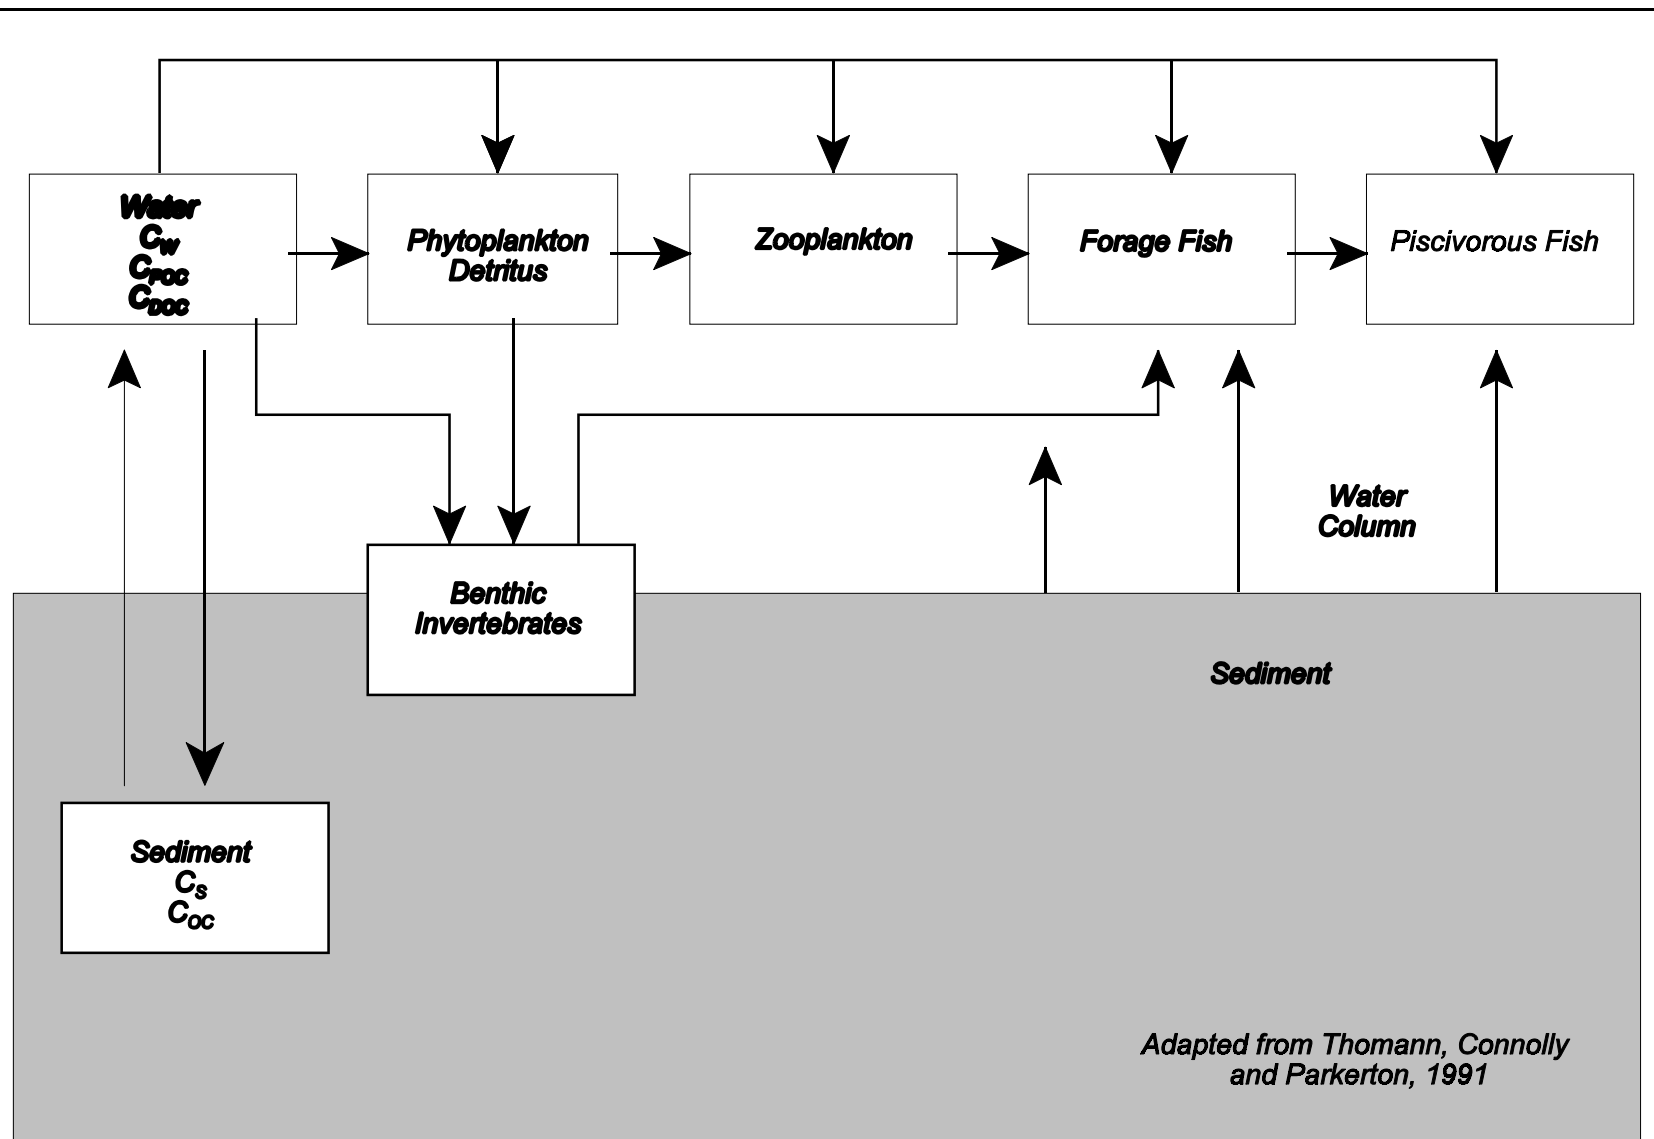 Water
C_W
C_POC
C_DOC
Phytoplankton
Detritus
Zooplankton
Forage Fish
Piscivorous Fish
Water
Column
Benthic
Invertebrates
Sediment
Sediment
C_S
C_OC
Adapted from Thomann, Connolly
and Parkerton, 1991